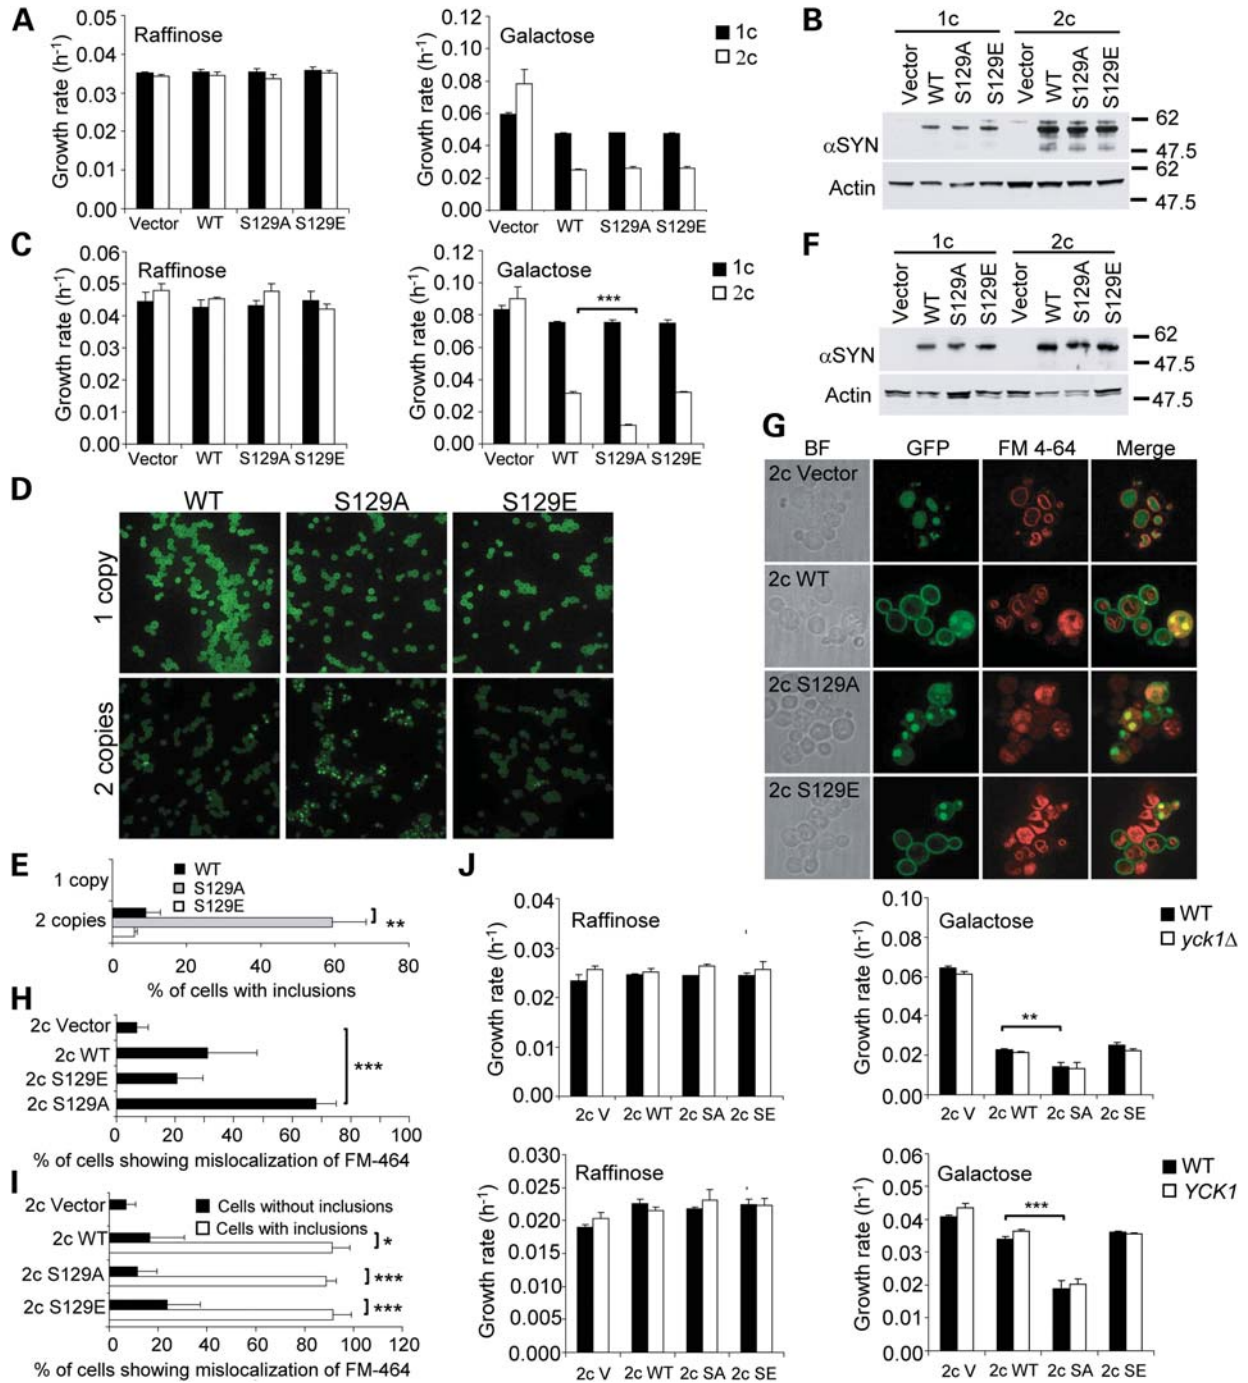 A
Raffinose
Growth rate (h-1)
0.05
0.04
0.03
0.02
0.01
0.00
Vector WT S129A S129E
Galactose
1c
2c
Growth rate (h-1)
0.12
0.10
0.08
0.06
0.04
0.02
0.00
Vector WT S129A S129E
B
1c 2c
Vector WT S129A S129E Vector WT S129A S129E
αSYN
62
47.5
Actin
62
47.5
C
Raffinose
Growth rate (h-1)
0.06
0.05
0.04
0.03
0.02
0.01
0.00
Vector WT S129A S129E
Galactose
1c
2c
***
Growth rate (h-1)
0.12
0.10
0.08
0.06
0.04
0.02
0.00
Vector WT S129A S129E
F
1c 2c
Vector WT S129A S129E Vector WT S129A S129E
αSYN
62
47.5
Actin
47.5
D
WT S129A S129E
1 copy
2 copies
G
BF GFP FM 4-64 Merge
2c Vector
2c WT
2c S129A
2c S129E
E
1 copy
2 copies
WT
S129A
S129E
**
0 20 40 60 80
% of cells with inclusions
H
2c Vector
2c WT
2c S129E
2c S129A
***
0 20 40 60 80 100
% of cells showing mislocalization of FM-464
I
2c Vector
2c WT
2c S129A
2c S129E
Cells without inclusions
Cells with inclusions
*
***
***
0 20 40 60 80 100 120
% of cells showing mislocalization of FM-464
J
Raffinose
Growth rate (h-1)
0.04
0.03
0.02
0.01
0.00
2c V 2c WT 2c SA 2c SE
Galactose
WT
yck1Δ
**
Growth rate (h-1)
0.10
0.08
0.06
0.04
0.02
0.00
2c V 2c WT 2c SA 2c SE
Raffinose
Growth rate (h-1)
0.030
0.025
0.020
0.015
0.010
0.005
0.000
2c V 2c WT 2c SA 2c SE
Galactose
WT
YCK1
***
Growth rate (h-1)
0.06
0.05
0.04
0.03
0.02
0.01
0.00
2c V 2c WT 2c SA 2c SE